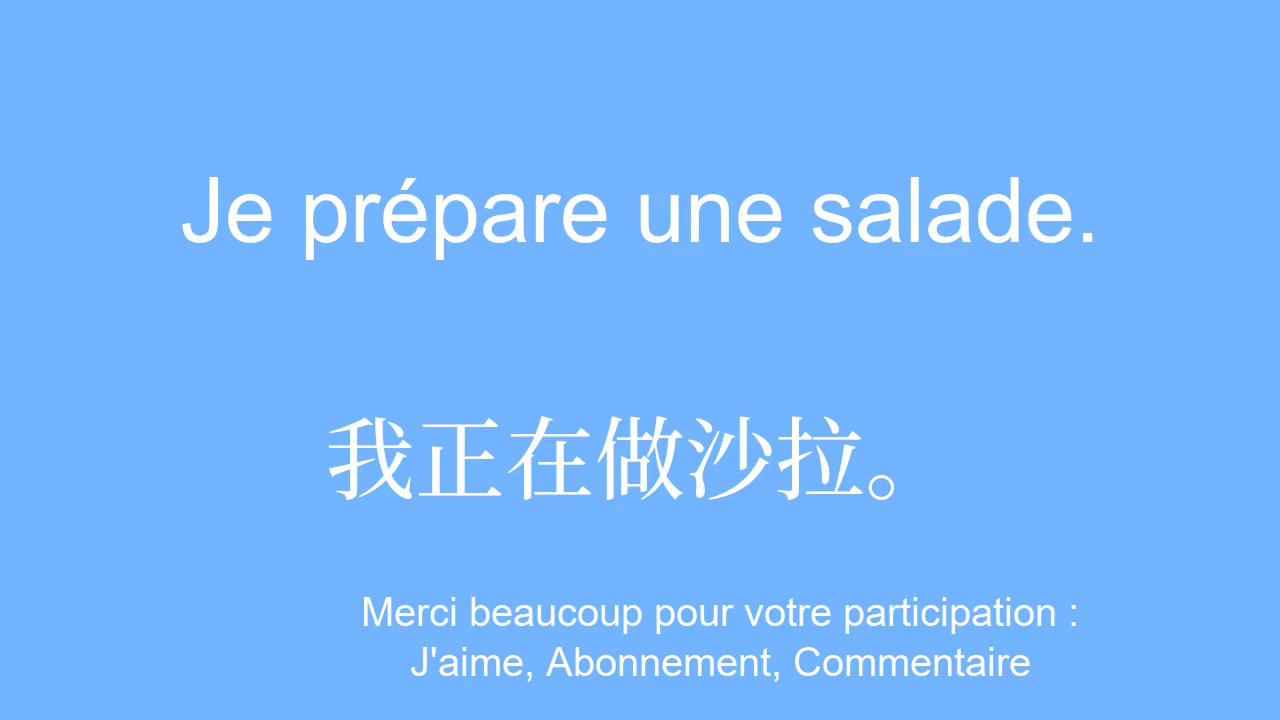 Je prépare une salade.
我正在做沙拉。
Merci beaucoup pour votre participation :
J'aime, Abonnement, Commentaire